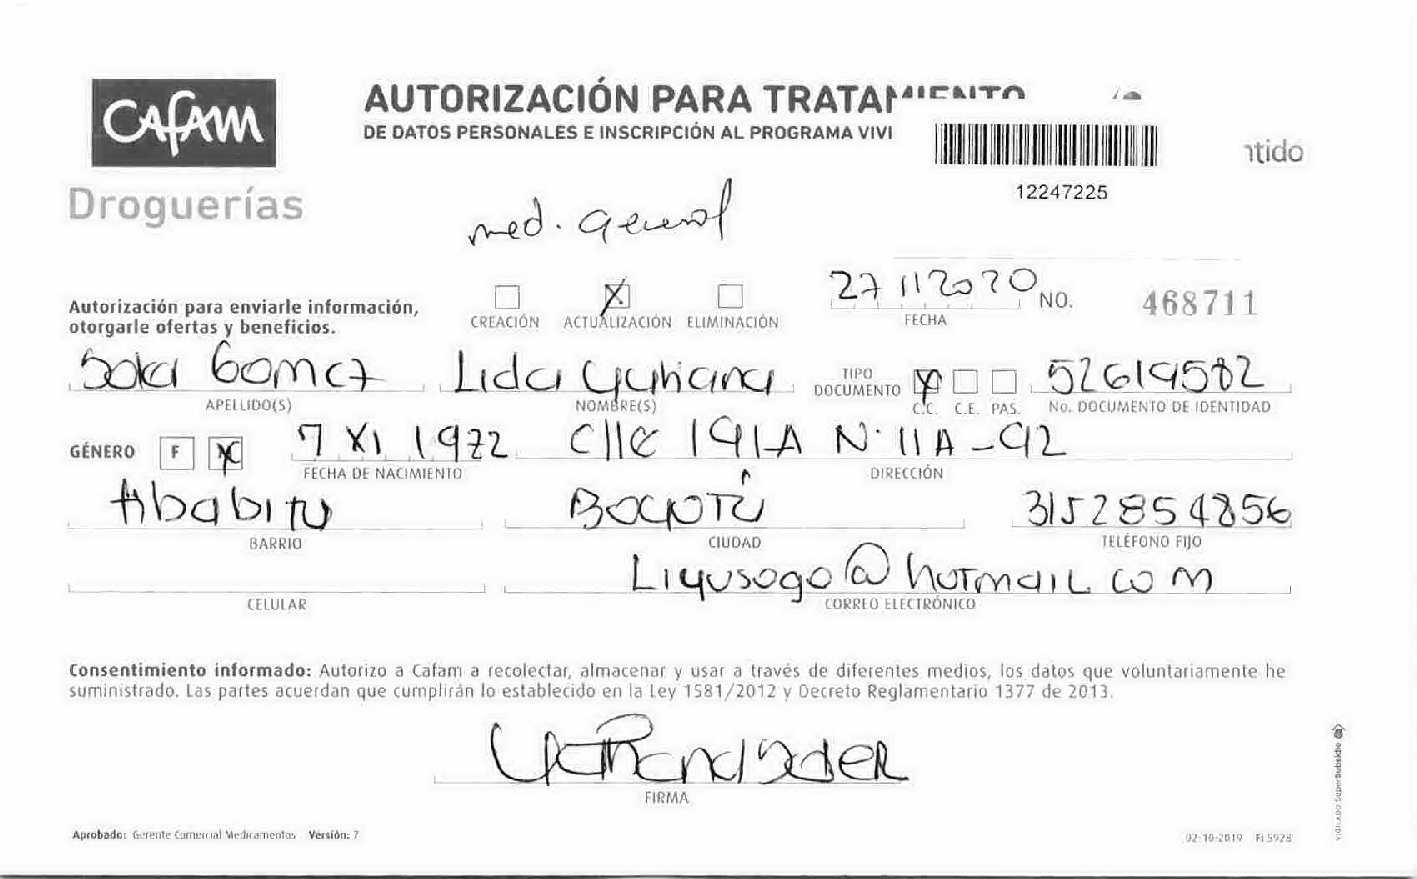 CAFAM
Droguerías
AUTORIZACIÓN PARA TRATAMIENTO
DE DATOS PERSONALES E INSCRIPCIÓN AL PROGRAMA VIVI
ntido
12247225
med. General
Autorización para enviarle información,
otorgarle ofertas y beneficios.
CREACIÓN ACTUALIZACIÓN ELIMINACIÓN
27 11 2020 NO. 468711
FECHA
Gomez Lida Yuliana TIPO DOCUMENTO 52619582
APELLIDO(S) NOMBRE(S) C.C. C.E. PAS. No. DOCUMENTO DE IDENTIDAD
GÉNERO F 7 XI 1972 Clle 191A N· 11A-92
FECHA DE NACIMIENTO DIRECCIÓN
BOGOTÁ 3152854856
BARRIO CIUDAD TELÉFONO FIJO
Liyusogo@hotmail.com
CELULAR CORREO ELECTRÓNICO
Consentimiento informado: Autorizo a Cafam a recolectar, almacenar y usar a través de diferentes medios, los datos que voluntariamente he
suministrado. Las partes acuerdan que cumplirán lo establecido en la Ley 1581/2012 y Decreto Reglamentario 1377 de 2013.
FIRMA
Aprobado: Gerente Comercial Medicamentos Versión: 7
02-10-2019 F15928
VIGILADO SuperSubsidio